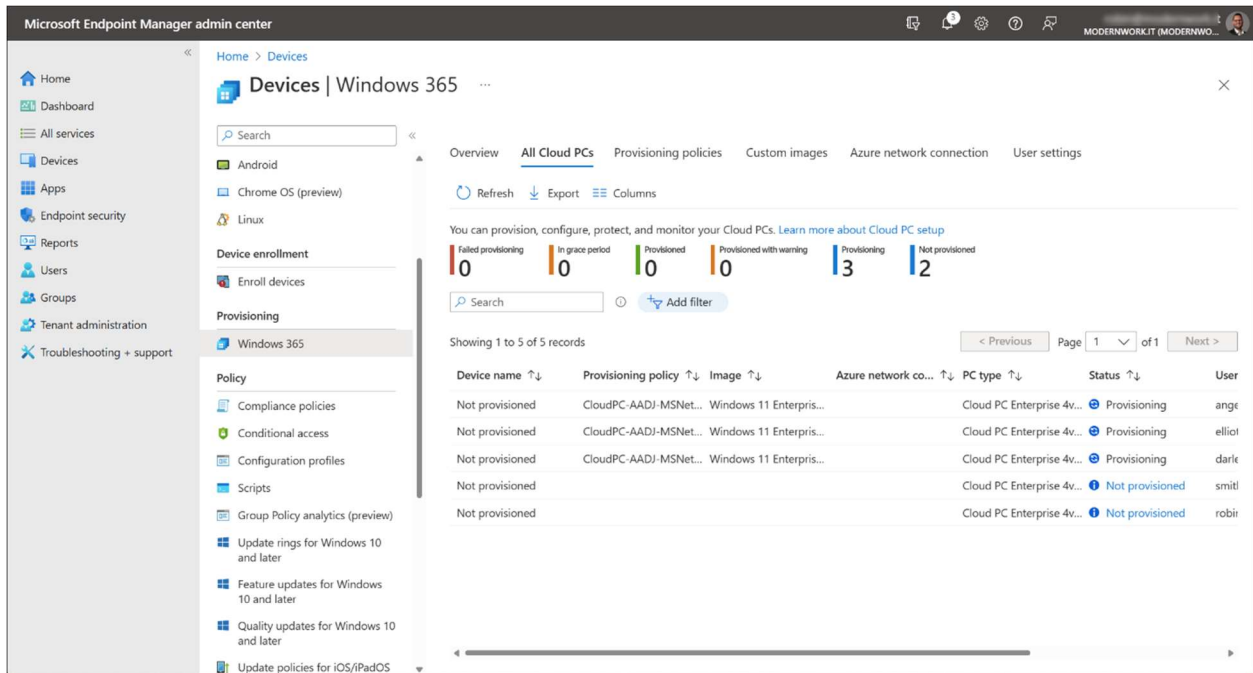 Microsoft Endpoint Manager admin center
3
MODERNWORK.IT (MODERNWO...
«
Home
Dashboard
All services
Devices
Apps
Endpoint security
Reports
Users
Groups
Tenant administration
Troubleshooting + support
Home > Devices
Devices | Windows 365 ...
Search
«
Android
Chrome OS (preview)
Linux
Device enrollment
Enroll devices
Provisioning
Windows 365
Policy
Compliance policies
Conditional access
Configuration profiles
Scripts
Group Policy analytics (preview)
Update rings for Windows 10
and later
Feature updates for Windows
10 and later
Quality updates for Windows 10
and later
Update policies for iOS/iPadOS
Overview All Cloud PCs Provisioning policies Custom images Azure network connection User settings
Refresh Export Columns
You can provision, configure, protect, and monitor your Cloud PCs. Learn more about Cloud PC setup
Failed provisioning In grace period Provisioned Provisioned with warning Provisioning Not provisioned
0 0 0 0 3 2
Search Add filter
Showing 1 to 5 of 5 records < Previous Page 1 of 1 Next >
Device name ↑↓ Provisioning policy ↑↓ Image ↑↓ Azure network co... ↑↓ PC type ↑↓ Status ↑↓ User
Not provisioned CloudPC-AADJ-MSNet... Windows 11 Enterpris... Cloud PC Enterprise 4v... Provisioning ange
Not provisioned CloudPC-AADJ-MSNet... Windows 11 Enterpris... Cloud PC Enterprise 4v... Provisioning elliot
Not provisioned CloudPC-AADJ-MSNet... Windows 11 Enterpris... Cloud PC Enterprise 4v... Provisioning darle
Not provisioned Cloud PC Enterprise 4v... Not provisioned smitl
Not provisioned Cloud PC Enterprise 4v... Not provisioned robin